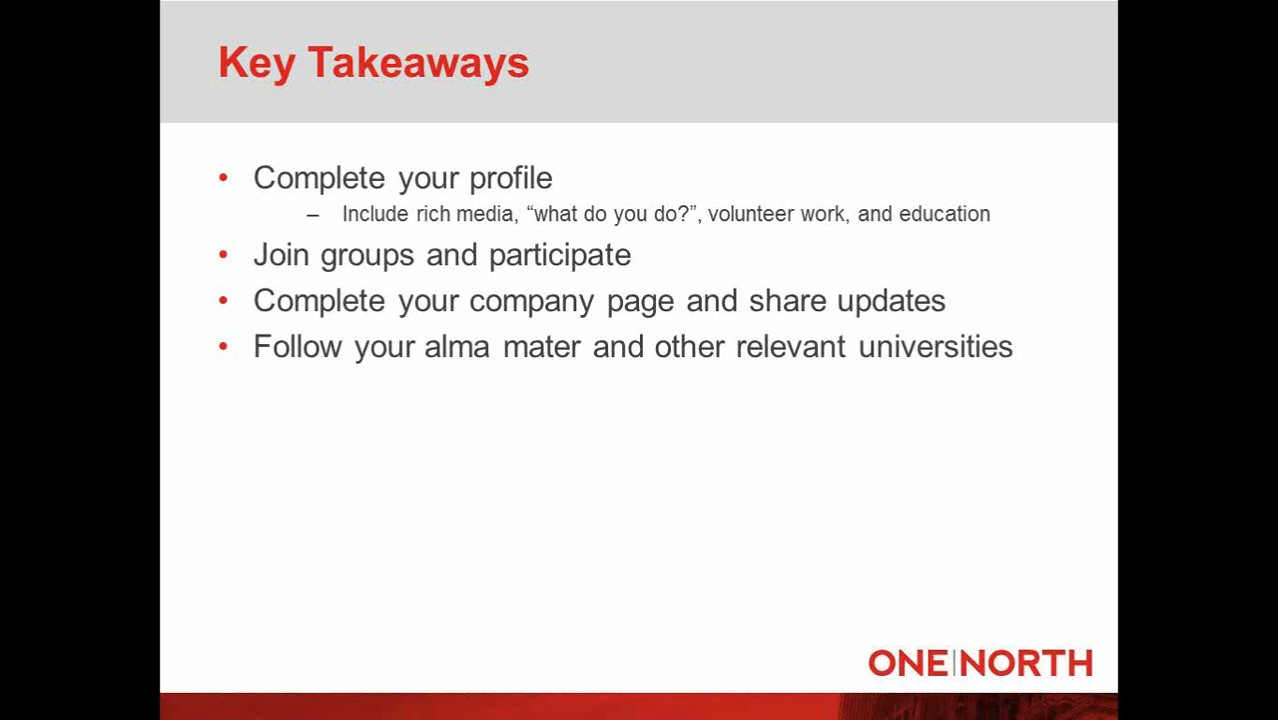 Key Takeaways
• Complete your profile
– Include rich media, “what do you do?”, volunteer work, and education
• Join groups and participate
• Complete your company page and share updates
• Follow your alma mater and other relevant universities
ONE|NORTH